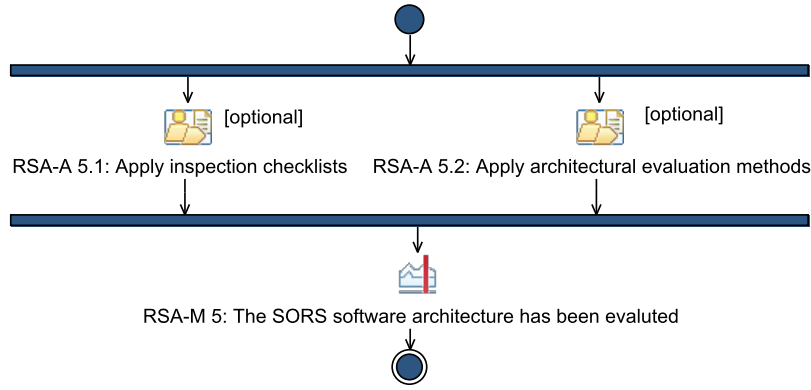 [optional]
[optional]
RSA-A 5.1: Apply inspection checklists
RSA-A 5.2: Apply architectural evaluation methods
RSA-M 5: The SORS software architecture has been evaluted